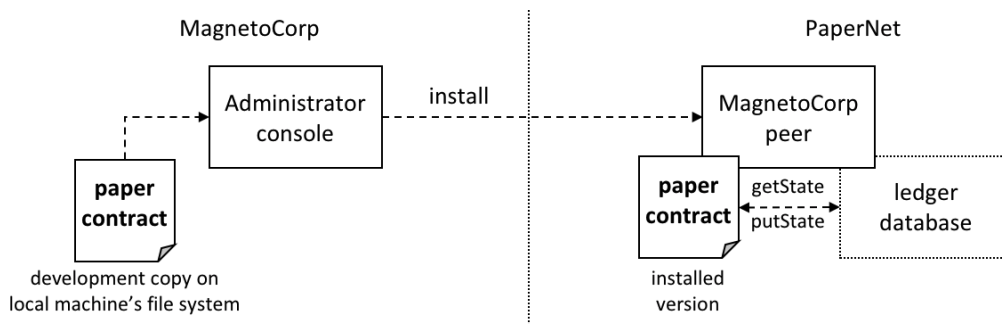 MagnetoCorp
PaperNet
Administrator
console
install
MagnetoCorp
peer
paper
contract
development copy on
local machine's file system
paper
contract
installed
version
getState
putState
ledger
database